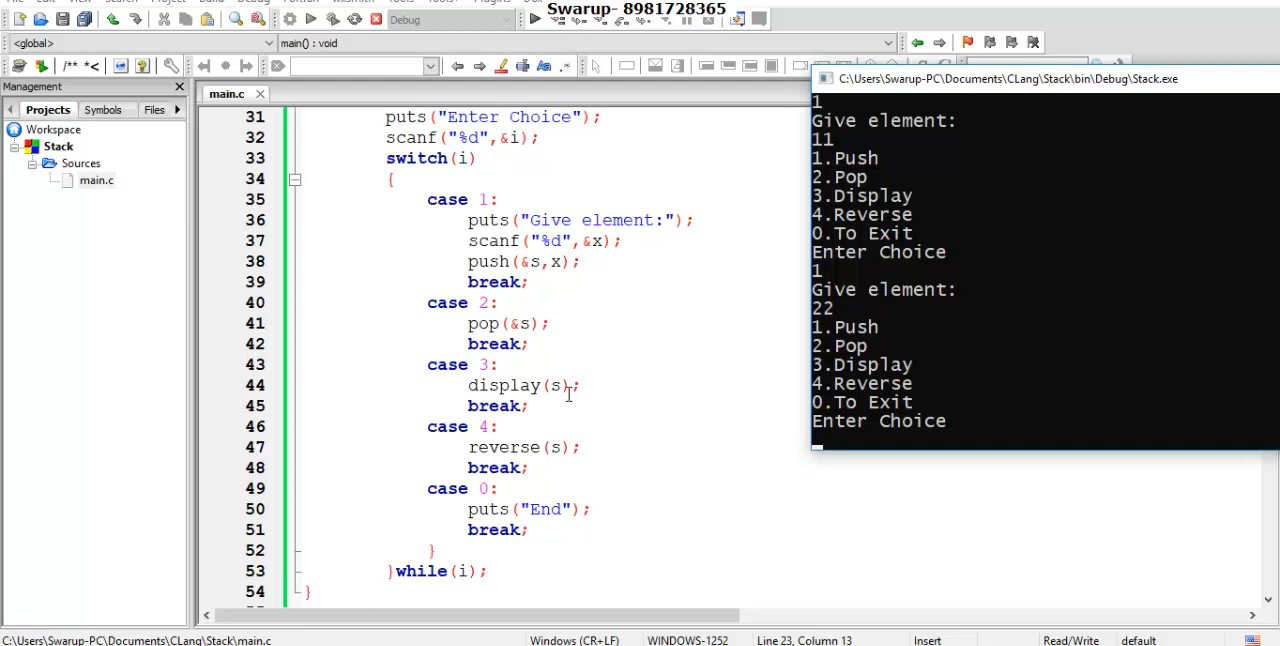 Swarup- 8981728365
Debug
<global>
main() : void
Management
Projects
Symbols
Files
Workspace
Stack
Sources
main.c
main.c
31 puts("Enter Choice");
32 scanf("%d",&i);
33 switch(i)
34 {
35 case 1:
36 puts("Give element:");
37 scanf("%d",&x);
38 push(&s,x);
39 break;
40 case 2:
41 pop(&s);
42 break;
43 case 3:
44 display(s);
45 break;
46 case 4:
47 reverse(s);
48 break;
49 case 0:
50 puts("End");
51 break;
52 }
53 }while(i);
54 }
C:\Users\Swarup-PC\Documents\CLang\Stack\bin\Debug\Stack.exe
1
Give element:
11
1.Push
2.Pop
3.Display
4.Reverse
0.To Exit
Enter Choice
1
Give element:
22
1.Push
2.Pop
3.Display
4.Reverse
0.To Exit
Enter Choice
C:\Users\Swarup-PC\Documents\CLang\Stack\main.c
Windows (CR+LF)
WINDOWS-1252
Line 23, Column 13
Insert
Read/Write
default